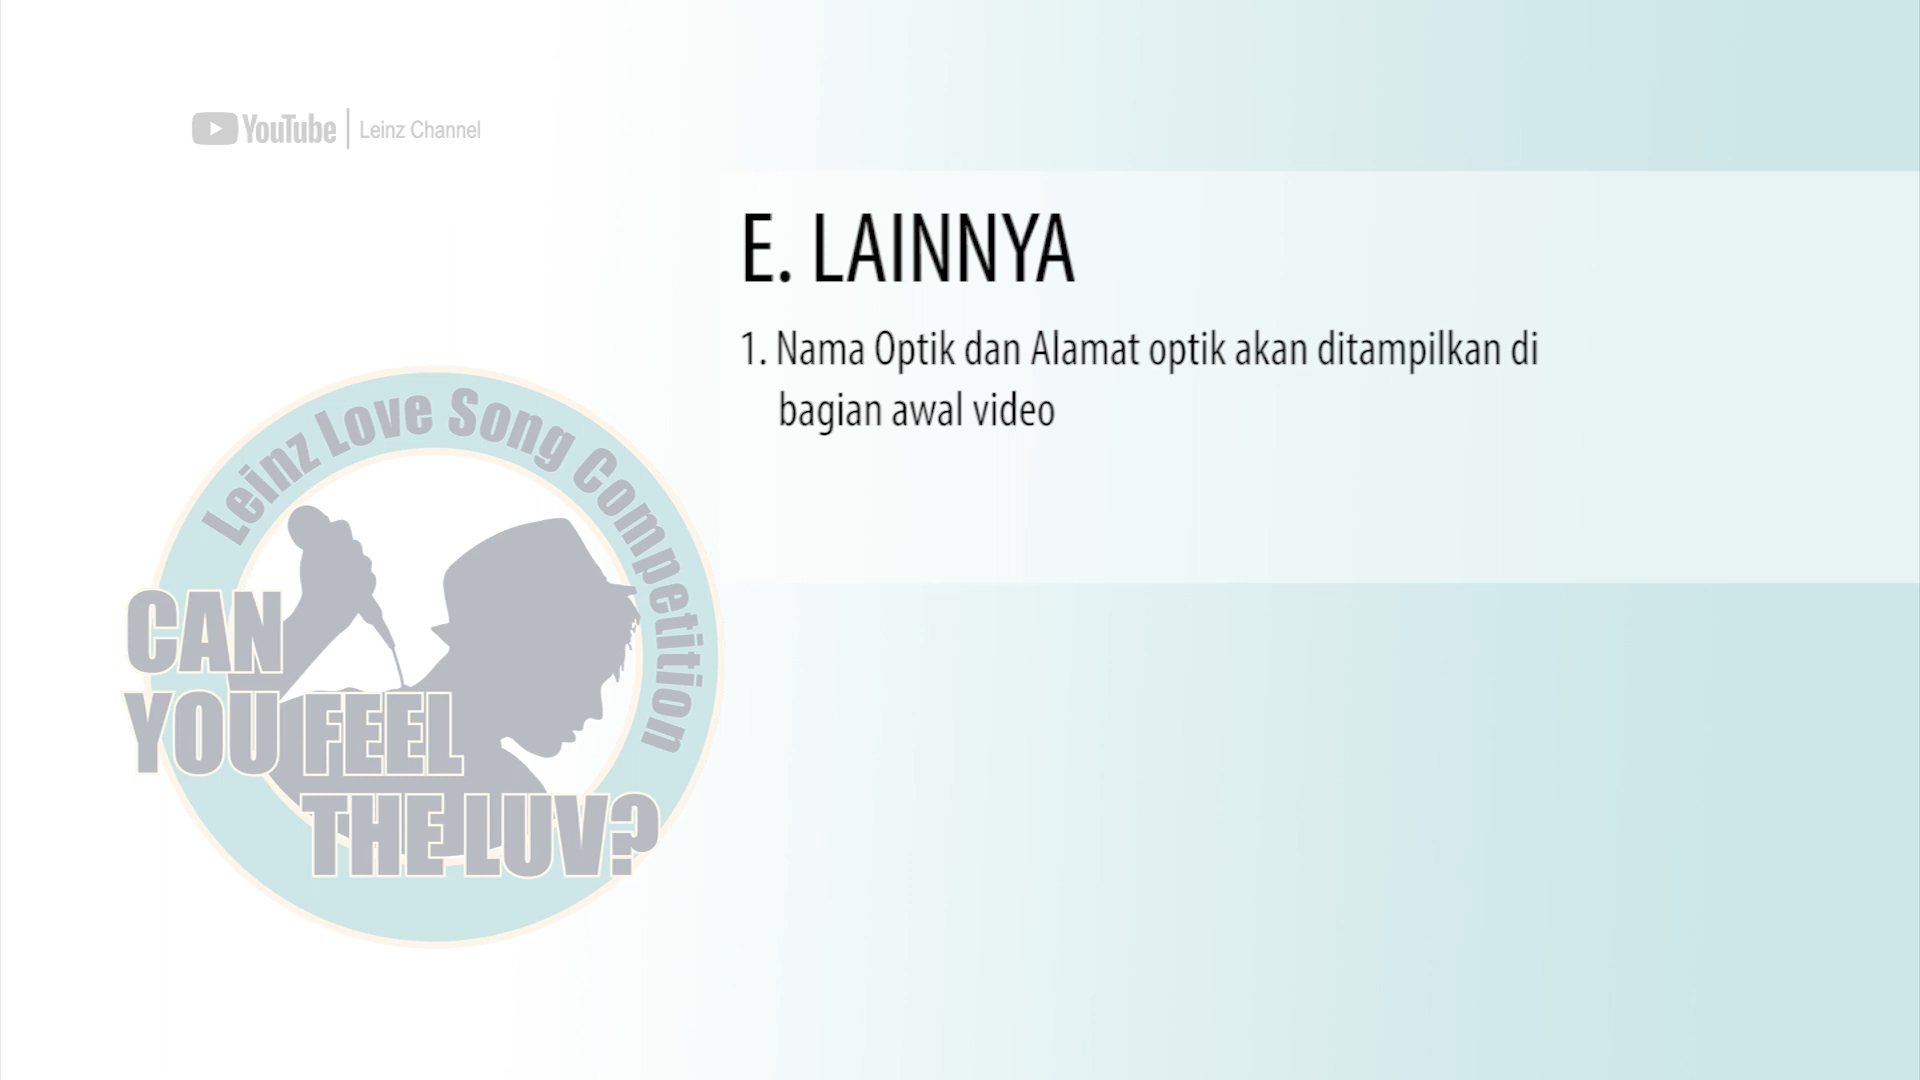 YouTube | Leinz Channel
E. LAINNYA
1. Nama Optik dan Alamat optik akan ditampilkan di
bagian awal video
Leinz Love Song Competition
CAN
YOU FEEL
THE LUV?